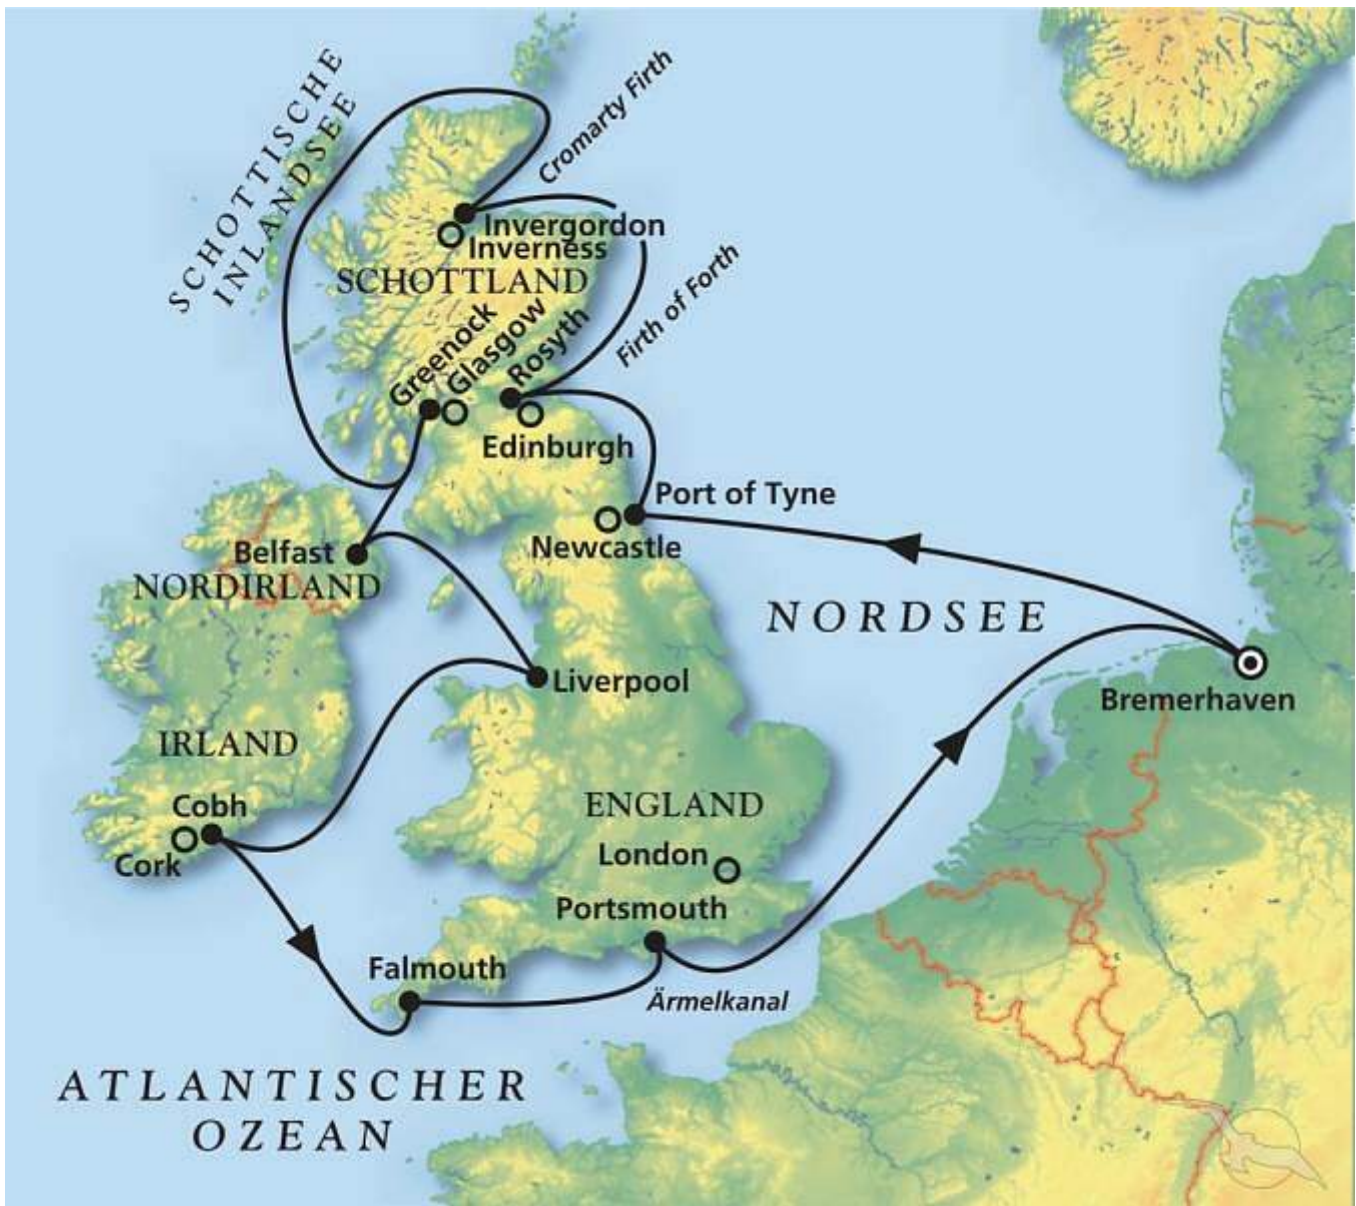 SCHOTTISCHE
INLANDSEE
Cromarty Firth
Invergordon
Inverness
SCHOTTLAND
Firth of Forth
Greenock
Glasgow
Rosyth
Edinburgh
Port of Tyne
Newcastle
Belfast
NORDIRLAND
NORDSEE
Liverpool
Bremerhaven
IRLAND
Cobh
Cork
ENGLAND
London
Portsmouth
Falmouth
Ärmelkanal
ATLANTISCHER
OZEAN